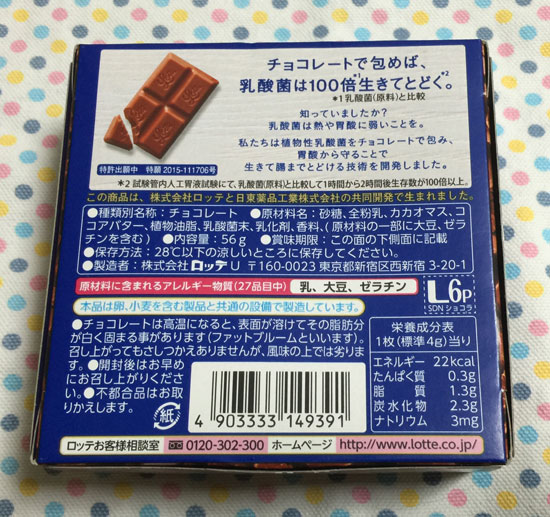 チョコレートで包めば、
乳酸菌は100倍生きてとどく。
*1 *2
*1 乳酸菌(原料)と比較
知っていましたか?
乳酸菌は熱や胃酸に弱いことを。
私たちは植物性乳酸菌をチョコレートで包み、
胃酸から守ることで
生きて腸までとどける技術を開発しました。
特許出願中 特願 2015-111706号
*2 試験管内人工胃液試験にて、乳酸菌(原料)と比較して1時間から2時間後生存数が100倍以上。
この商品は、株式会社ロッテと日東薬品工業株式会社の共同開発商品です。
●種類別名称:チョコレート ●原材料名:砂糖、全粉乳、カカオマス、コ
コアバター、植物油脂、乳酸菌末、乳化剤、香料、(原材料の一部に大豆、ゼラ
チンを含む) ●内容量:56g ●賞味期限:この面の下側面に記載
●保存方法:28℃以下の涼しいところに保存してください。
●製造者:株式会社 ロッテ U 〒160-0023 東京都新宿区西新宿 3-20-1
原材料に含まれるアレルギー物質(27品目中) 乳、大豆、ゼラチン
本品は卵、小麦を含む製品と共通の設備で製造しています。
L6p
SDN ショコラ
●チョコレートは高温になると、表面が溶けてその脂肪分
が白く固まる事があります(ファットブルームといいます)。
召し上がってもさしつかえありませんが、風味の上では劣りま
す。●開封後はお早め
にお召し上がりくださ
い。●不都合品はお取
りかえします。
紙
4 903333 149391
栄養成分表
1枚(標準4g)当り
エネルギー 22kcal
たんぱく質 0.3g
脂質 1.3g
炭水化物 2.3g
ナトリウム 3mg
ロッテお客様相談室 0120-302-300 ホームページ http://www.lotte.co.jp/